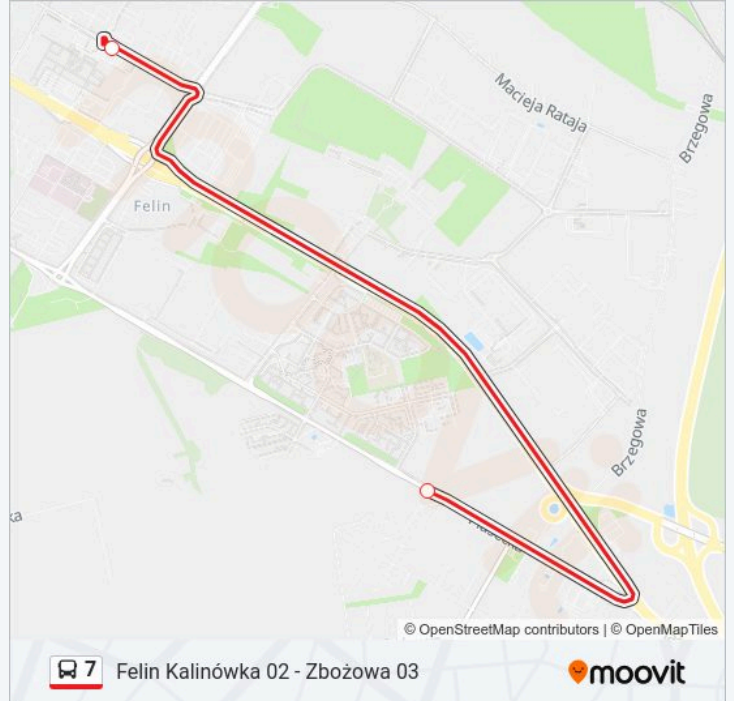 Macieja Rataja
Brzegowa
Felin
Brzegowa
© OpenStreetMap contributors | © OpenMapTiles
7 Felin Kalinówka 02 - Zbożowa 03
moovit